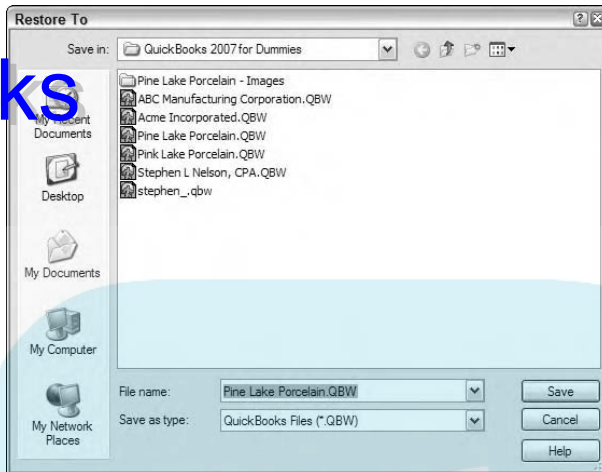 Restore To
Save in: QuickBooks 2007 for Dummies
ks
My Recent
Documents
Desktop
My Documents
My Computer
My Network
Places
Pine Lake Porcelain - Images
ABC Manufacturing Corporation.QBW
Acme Incorporated.QBW
Pine Lake Porcelain.QBW
Pink Lake Porcelain.QBW
Stephen L Nelson, CPA.QBW
stephen_.qbw
File name: Pine Lake Porcelain.QBW Save
Save as type: QuickBooks Files (*.QBW) Cancel
Help